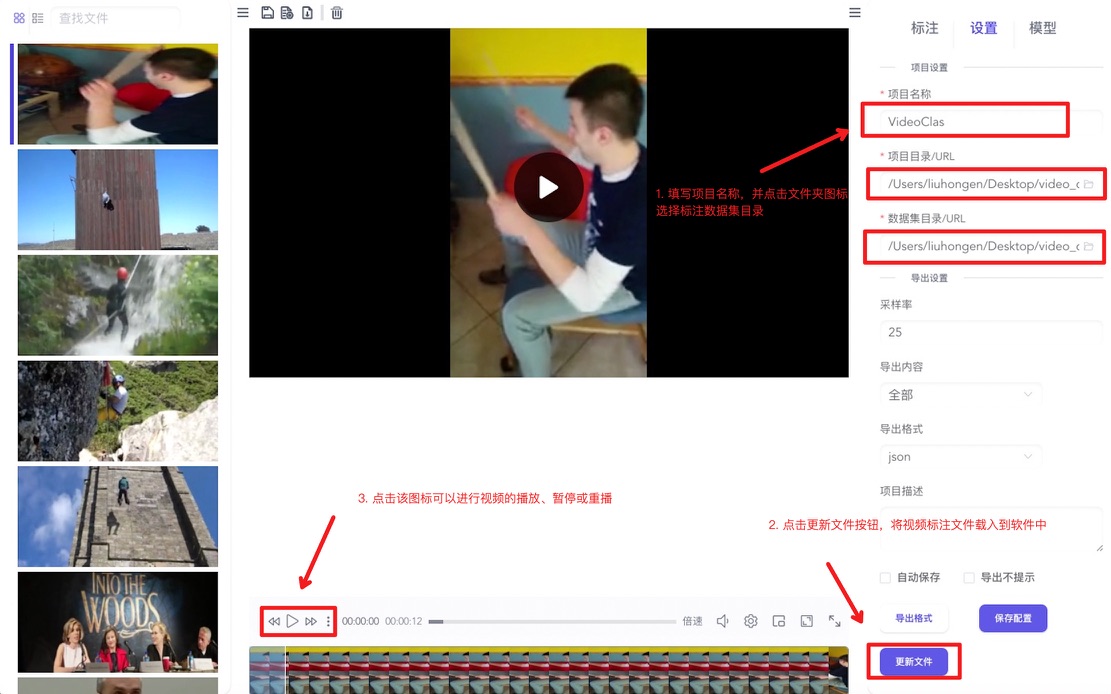 查找文件
INTO THE
WOODS
1. 填写项目名称，并点击文件夹图标
选择标注数据集目录
3. 点击该图标可以进行视频的播放、暂停或重播
2. 点击更新文件按钮，将视频标注文件载入到软件中
00:00:00 00:00:12
倍速
标注 设置 模型
项目设置
* 项目名称
VideoClas
* 项目目录/URL
/Users/liuhongen/Desktop/video_c
* 数据集目录/URL
/Users/liuhongen/Desktop/video_c
导出设置
采样率
25
导出内容
全部
导出格式
json
项目描述
自动保存 导出不提示
导出格式 保存配置
更新文件